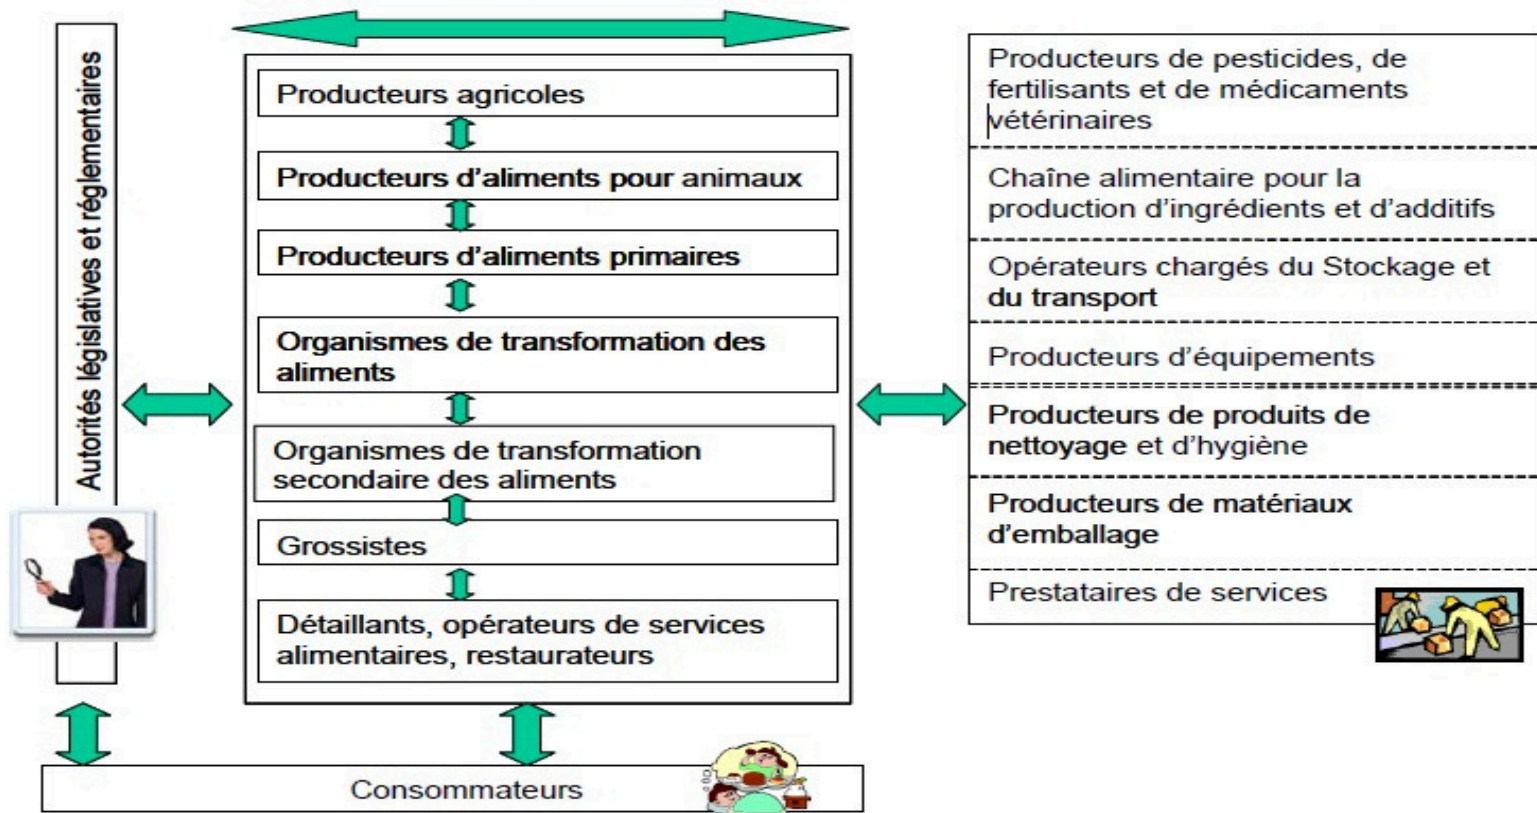 Autorités législatives et réglementaires
Producteurs agricoles
Producteurs d'aliments pour animaux
Producteurs d'aliments primaires
Organismes de transformation des
aliments
Organismes de transformation
secondaire des aliments
Grossistes
Détaillants, opérateurs de services
alimentaires, restaurateurs
Consommateurs
Producteurs de pesticides, de
fertilisants et de médicaments
vétérinaires
Chaîne alimentaire pour la
production d'ingrédients et d'additifs
Opérateurs chargés du Stockage et
du transport
Producteurs d'équipements
Producteurs de produits de
nettoyage et d'hygiène
Producteurs de matériaux
d'emballage
Prestataires de services